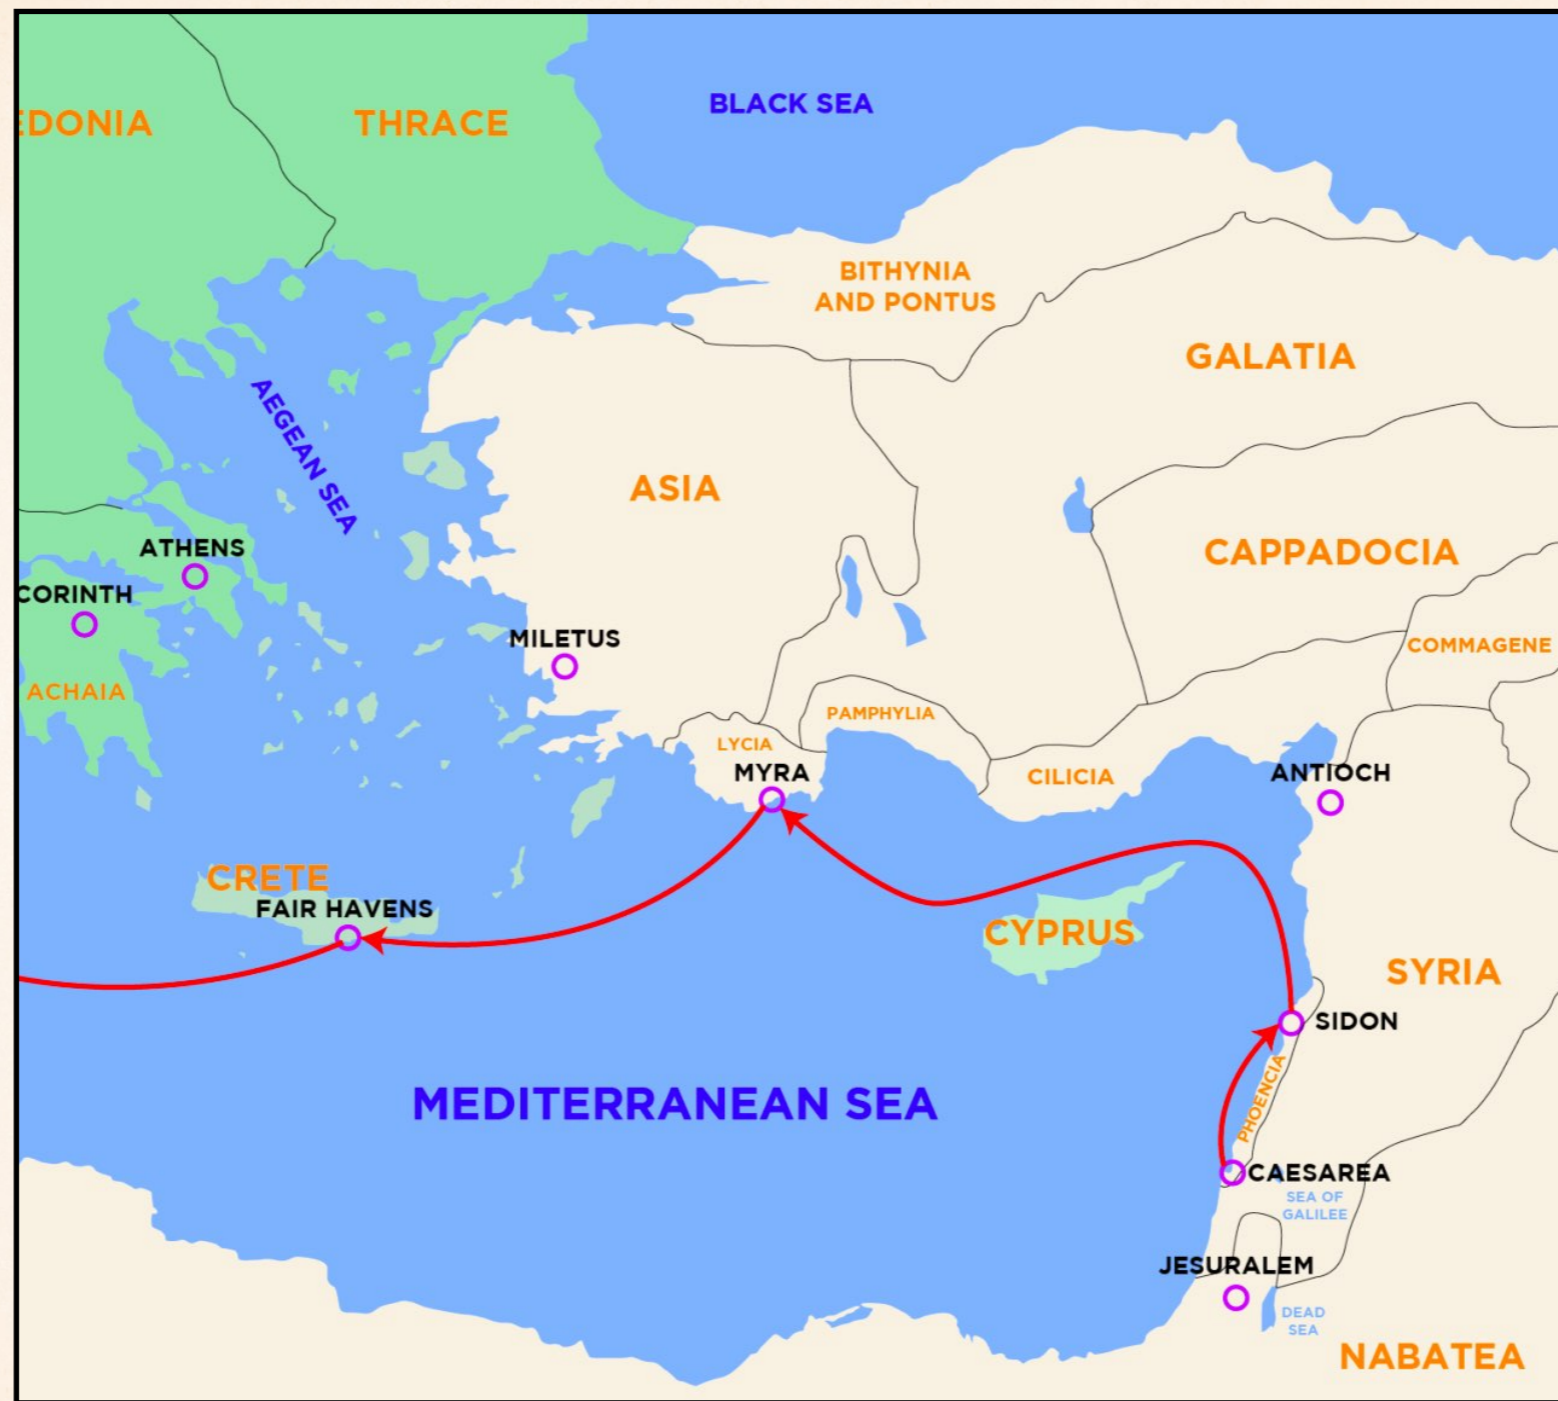 BLACK SEA
EDONIA
THRACE
BITHYNIA
AND PONTUS
GALATIA
AEGEAN SEA
ASIA
CAPPADOCIA
ATHENS
CORINTH
MILETUS
COMMAGENE
ACHAIA
PAMPHYLIA
LYCIA
MYRA
CILICIA
ANTIOCH
CRETE
FAIR HAVENS
CYPRUS
SYRIA
SIDON
MEDITERRANEAN SEA
PHOENCIA
CAESAREA
SEA OF
GALILEE
JESURALEM
DEAD
SEA
NABATEA